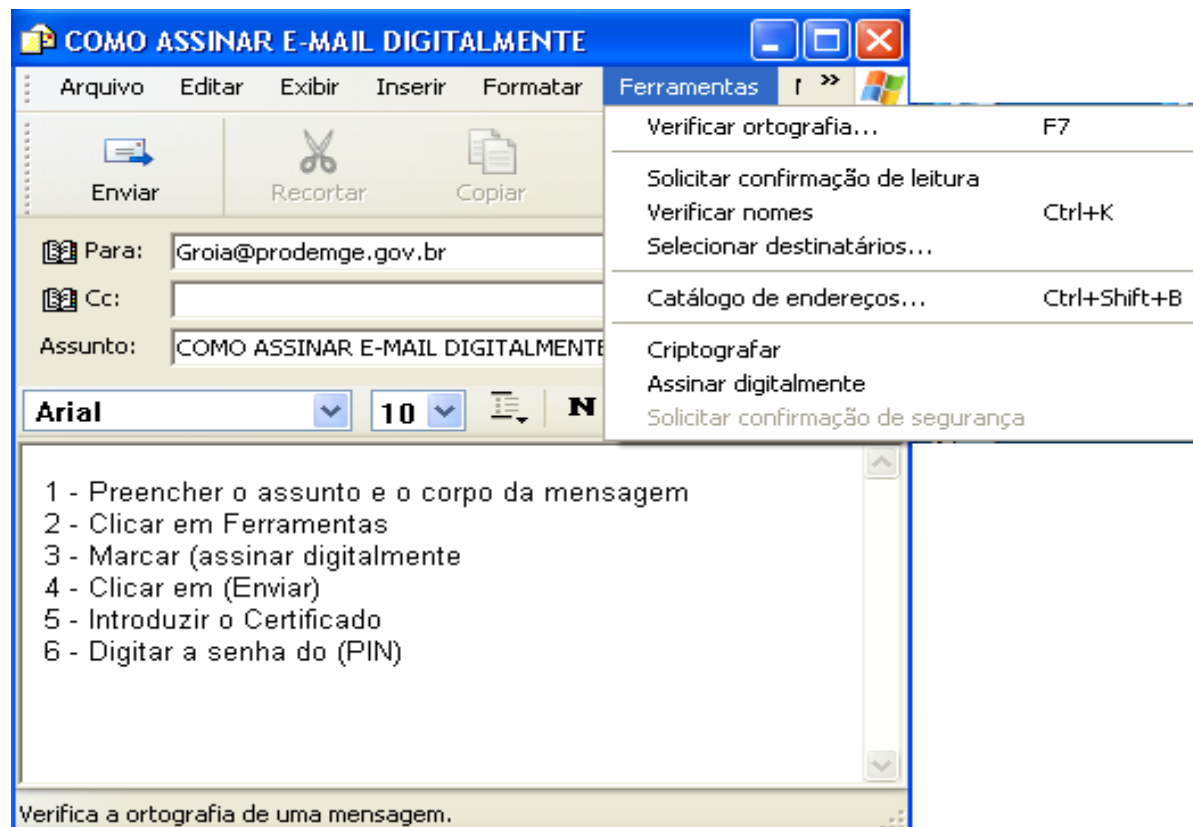 COMO ASSINAR E-MAIL DIGITALMENTE
Arquivo Editar Exibir Inserir Formatar Ferramentas »
Enviar Recortar Copiar
Verificar ortografia... F7
Solicitar confirmação de leitura
Verificar nomes Ctrl+K
Selecionar destinatários...
Catálogo de endereços... Ctrl+Shift+B
Criptografar
Assinar digitalmente
Solicitar confirmação de segurança
Para: Groia@prodemge.gov.br
Cc:
Assunto: COMO ASSINAR E-MAIL DIGITALMENTE
Arial 10 N
1 - Preencher o assunto e o corpo da mensagem
2 - Clicar em Ferramentas
3 - Marcar (assinar digitalmente
4 - Clicar em (Enviar)
5 - Introduzir o Certificado
6 - Digitar a senha do (PIN)
Verifica a ortografia de uma mensagem.